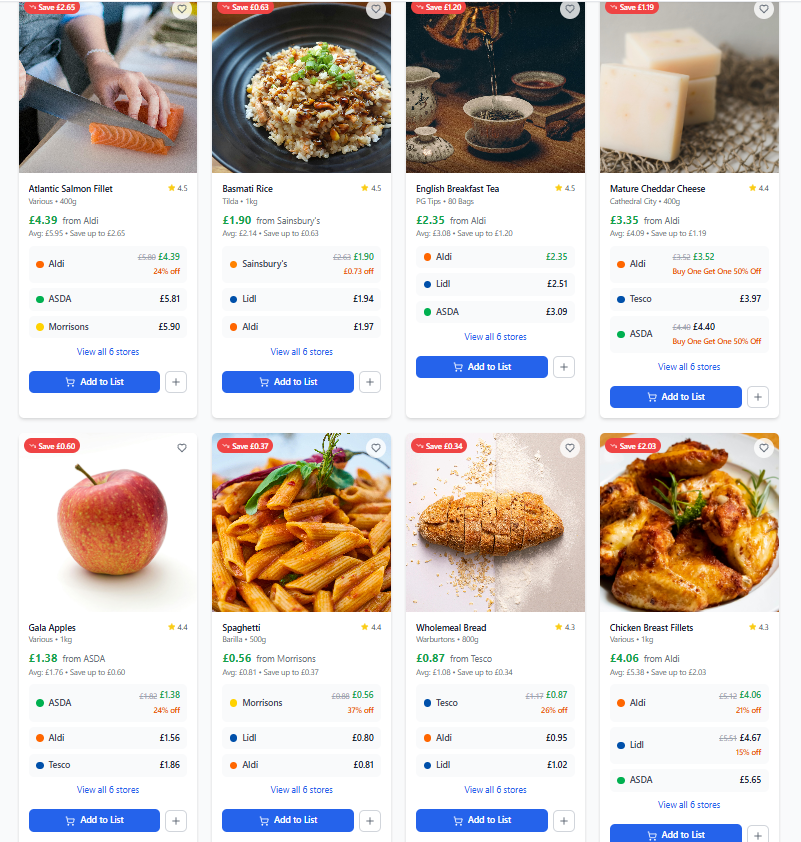 Save £2.65
Save £0.63
Save £1.20
Save £1.19
Atlantic Salmon Fillet 4.5
Various • 400g
£4.39 from Aldi
Avg: £5.95 • Save up to £2.65
Aldi £5.80 £4.39
24% off
ASDA £5.81
Morrisons £5.90
View all 6 stores
Add to List
Basmati Rice 4.5
Tilda • 1kg
£1.90 from Sainsbury's
Avg: £2.14 • Save up to £0.63
Sainsbury's £2.63 £1.90
£0.73 off
Lidl £1.94
Aldi £1.97
View all 6 stores
Add to List
English Breakfast Tea 4.5
PG Tips • 80 Bags
£2.35 from Aldi
Avg: £3.08 • Save up to £1.20
Aldi £2.35
Lidl £2.51
ASDA £3.09
View all 6 stores
Add to List
Mature Cheddar Cheese 4.4
Cathedral City • 400g
£3.35 from Aldi
Avg: £4.09 • Save up to £1.19
Aldi £3.52 £3.52
Buy One Get One 50% Off
Tesco £3.97
ASDA £4.40 £4.40
Buy One Get One 50% Off
View all 6 stores
Add to List
Save £0.60
Save £0.37
Save £0.34
Save £2.03
Gala Apples 4.4
Various • 1kg
£1.38 from ASDA
Avg: £1.76 • Save up to £0.60
ASDA £1.82 £1.38
24% off
Aldi £1.56
Tesco £1.86
View all 6 stores
Add to List
Spaghetti 4.4
Barilla • 500g
£0.56 from Morrisons
Avg: £0.81 • Save up to £0.37
Morrisons £0.88 £0.56
37% off
Lidl £0.80
Aldi £0.81
View all 6 stores
Add to List
Wholemeal Bread 4.3
Warburtons • 800g
£0.87 from Tesco
Avg: £1.08 • Save up to £0.34
Tesco £1.17 £0.87
26% off
Aldi £0.95
Lidl £1.02
View all 6 stores
Add to List
Chicken Breast Fillets 4.3
Various • 1kg
£4.06 from Aldi
Avg: £5.38 • Save up to £2.03
Aldi £5.12 £4.06
21% off
Lidl £5.51 £4.67
15% off
ASDA £5.65
View all 6 stores
Add to List